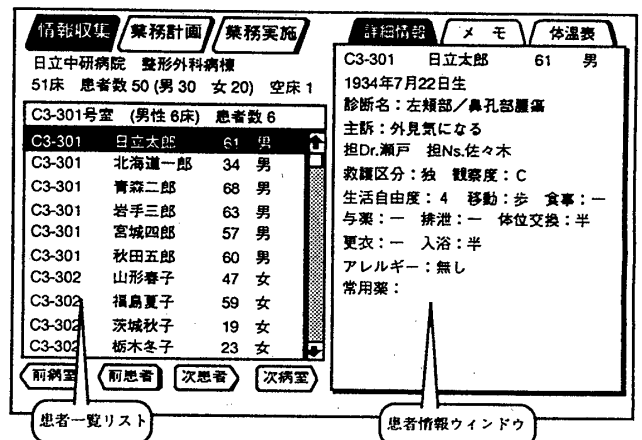 情報収集 業務計画 業務実施
日立中研病院 整形外科病棟
51床 患者数 50 (男 30 女 20) 空床 1
C3-301号室 (男性 6床) 患者数 6
C3-301 日立太郎 61 男
C3-301 北海道一郎 34 男
C3-301 青森二郎 68 男
C3-301 岩手三郎 63 男
C3-301 宮城四郎 57 男
C3-301 秋田五郎 60 男
C3-302 山形春子 47 女
C3-302 福島夏子 59 女
C3-302 茨城秋子 19 女
C3-302 栃木冬子 23 女
前病室 前患者 次患者 次病室
患者一覧リスト
詳細情報 メモ 体温表
C3-301 日立太郎 61 男
1934年7月22日生
診断名：左頬部／鼻孔部腫瘍
主訴：外見気になる
担Dr.瀬戸 担Ns.佐々木
救護区分：独 観察度：C
生活自由度：4 移動：歩 食事：一
与薬：一 排泄：一 体位交換：半
更衣：一 入浴：半
アレルギー：無し
常用薬：
患者情報ウィンドウ